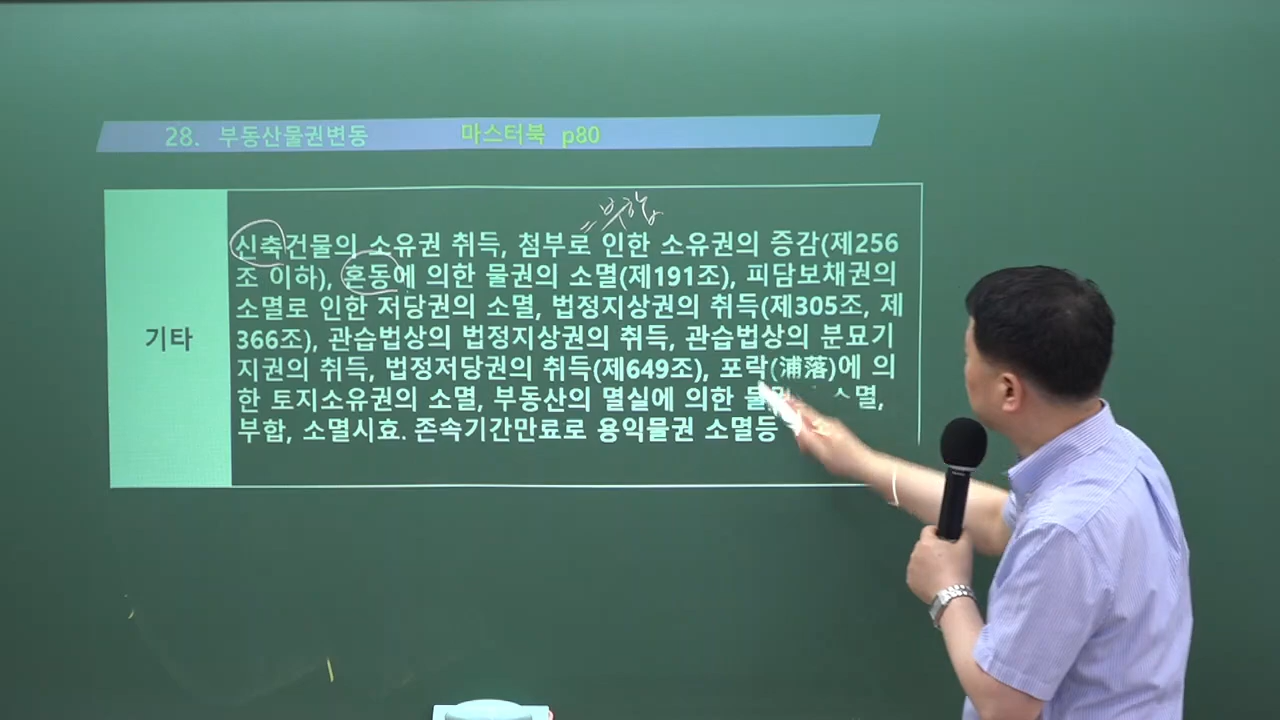 28. 부동산물권변동 마스터북 p80
부합
신축건물의 소유권 취득, 첨부로 인한 소유권의 증감(제256
조 이하), 혼동에 의한 물권의 소멸(제191조), 피담보채권의
소멸로 인한 저당권의 소멸, 법정지상권의 취득(제305조, 제
기타
366조), 관습법상의 법정지상권의 취득, 관습법상의 분묘기
지권의 취득, 법정저당권의 취득(제649조), 포락(浦落)에 의
한 토지소유권의 소멸, 부동산의 멸실에 의한
부합, 소멸시효. 존속기간만료로 용익물권 소멸등